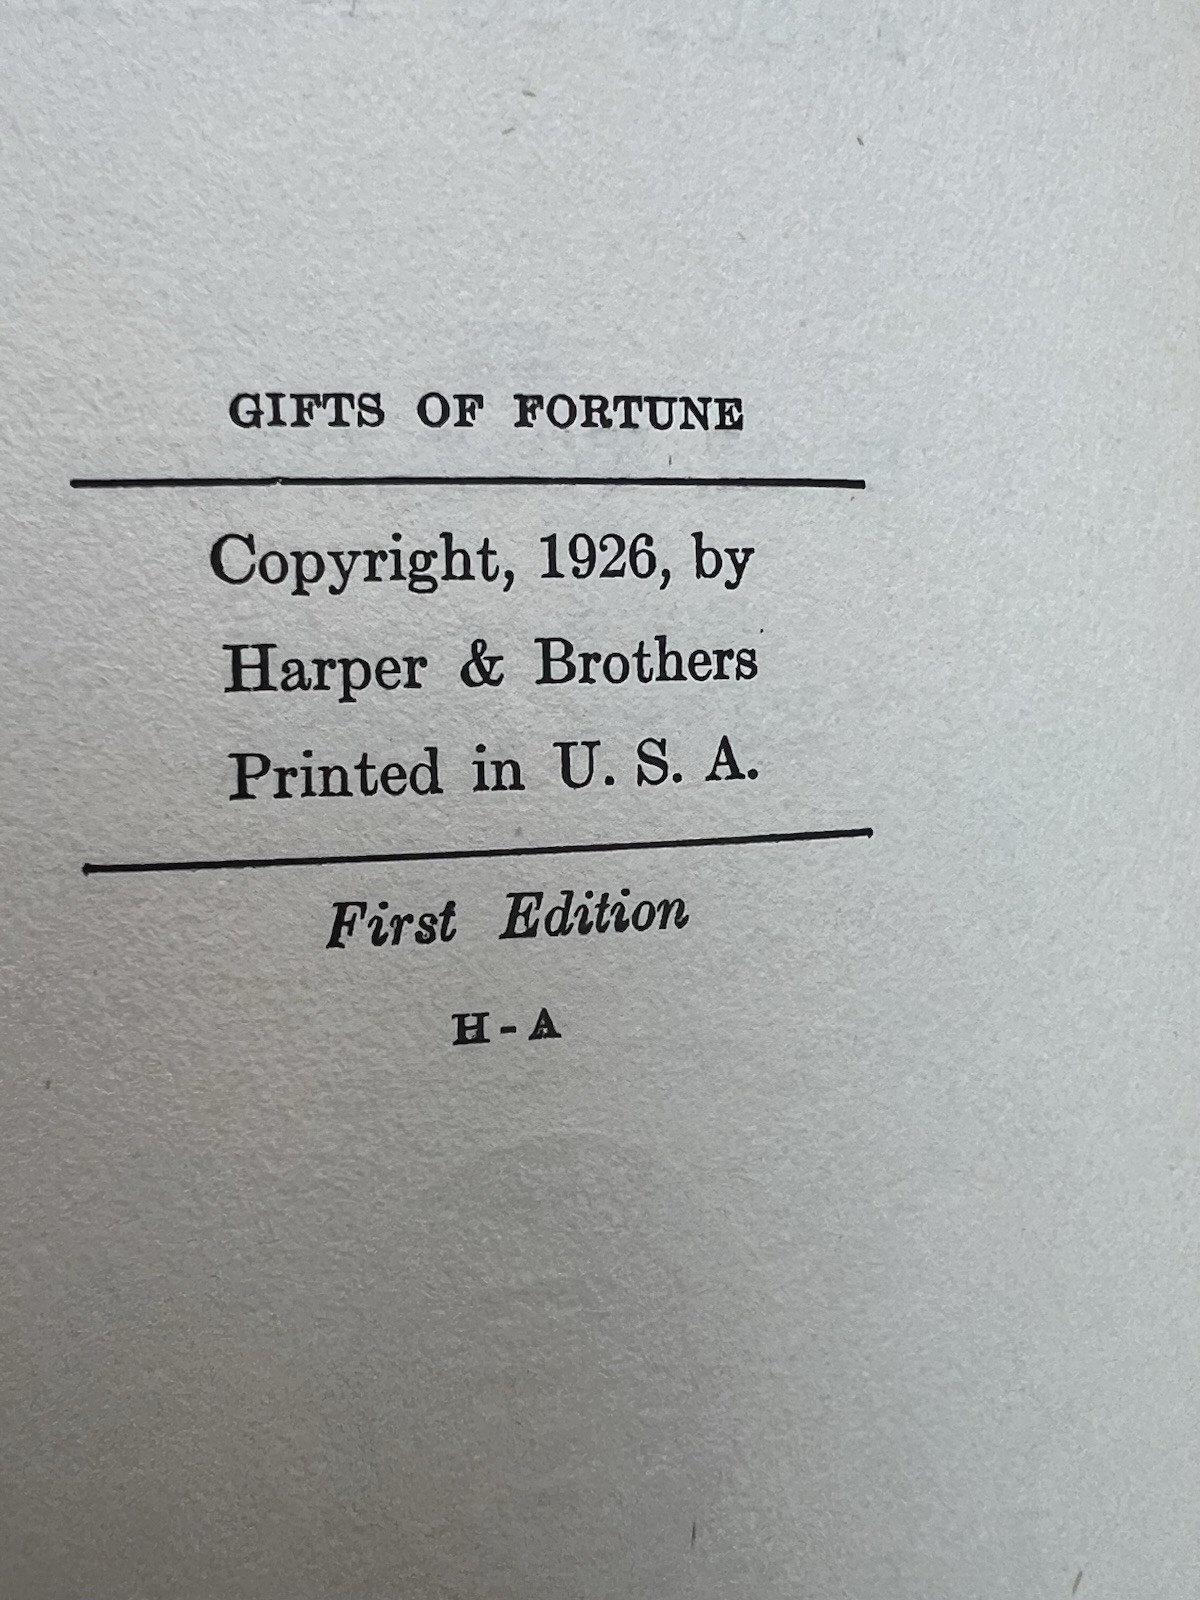 GIFTS OF FORTUNE
Copyright, 1926, by
Harper & Brothers
Printed in U. S. A.
First Edition
H-A